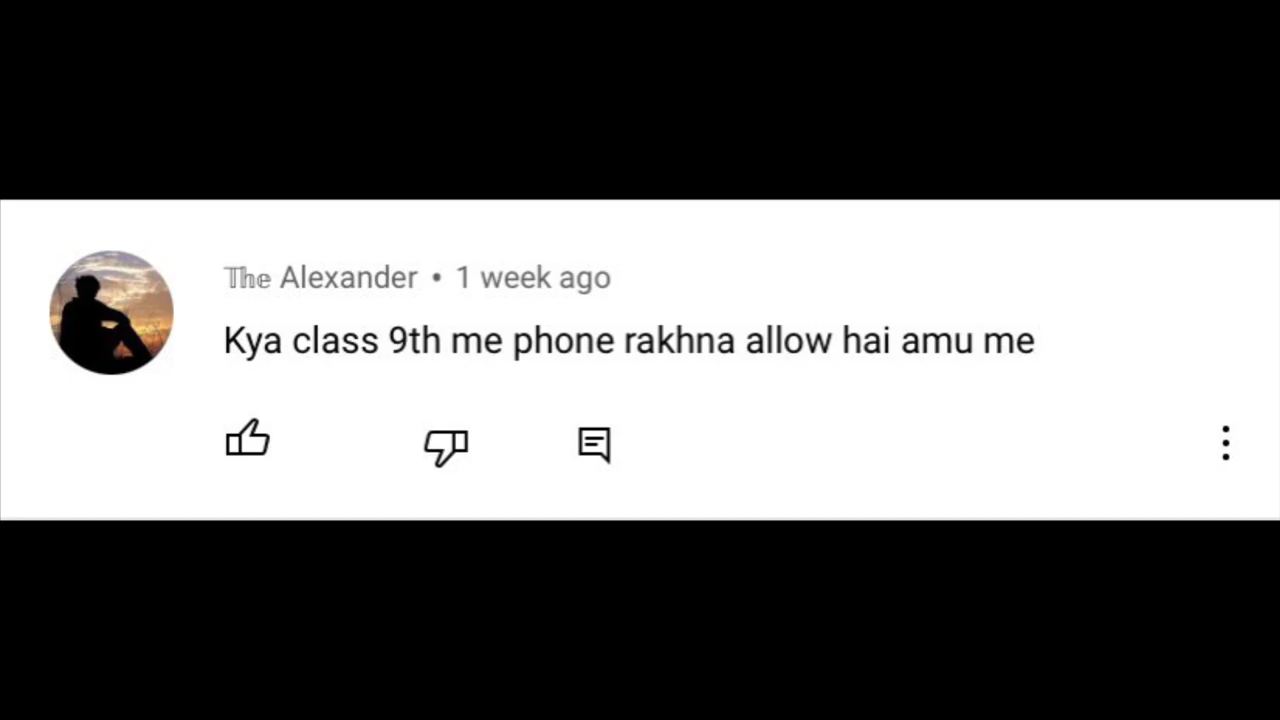 𝕋𝕙𝕖 Alexander • 1 week ago
Kya class 9th me phone rakhna allow hai amu me